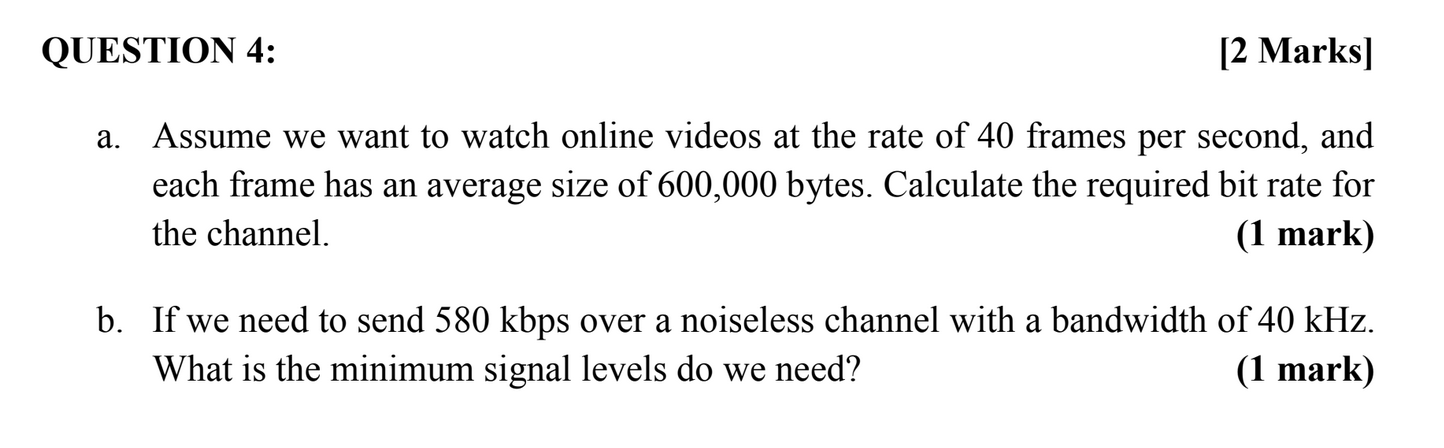 QUESTION 4: [2 Marks]
a. Assume we want to watch online videos at the rate of 40 frames per second, and
each frame has an average size of 600,000 bytes. Calculate the required bit rate for
the channel. (1 mark)
b. If we need to send 580 kbps over a noiseless channel with a bandwidth of 40 kHz.
What is the minimum signal levels do we need? (1 mark)